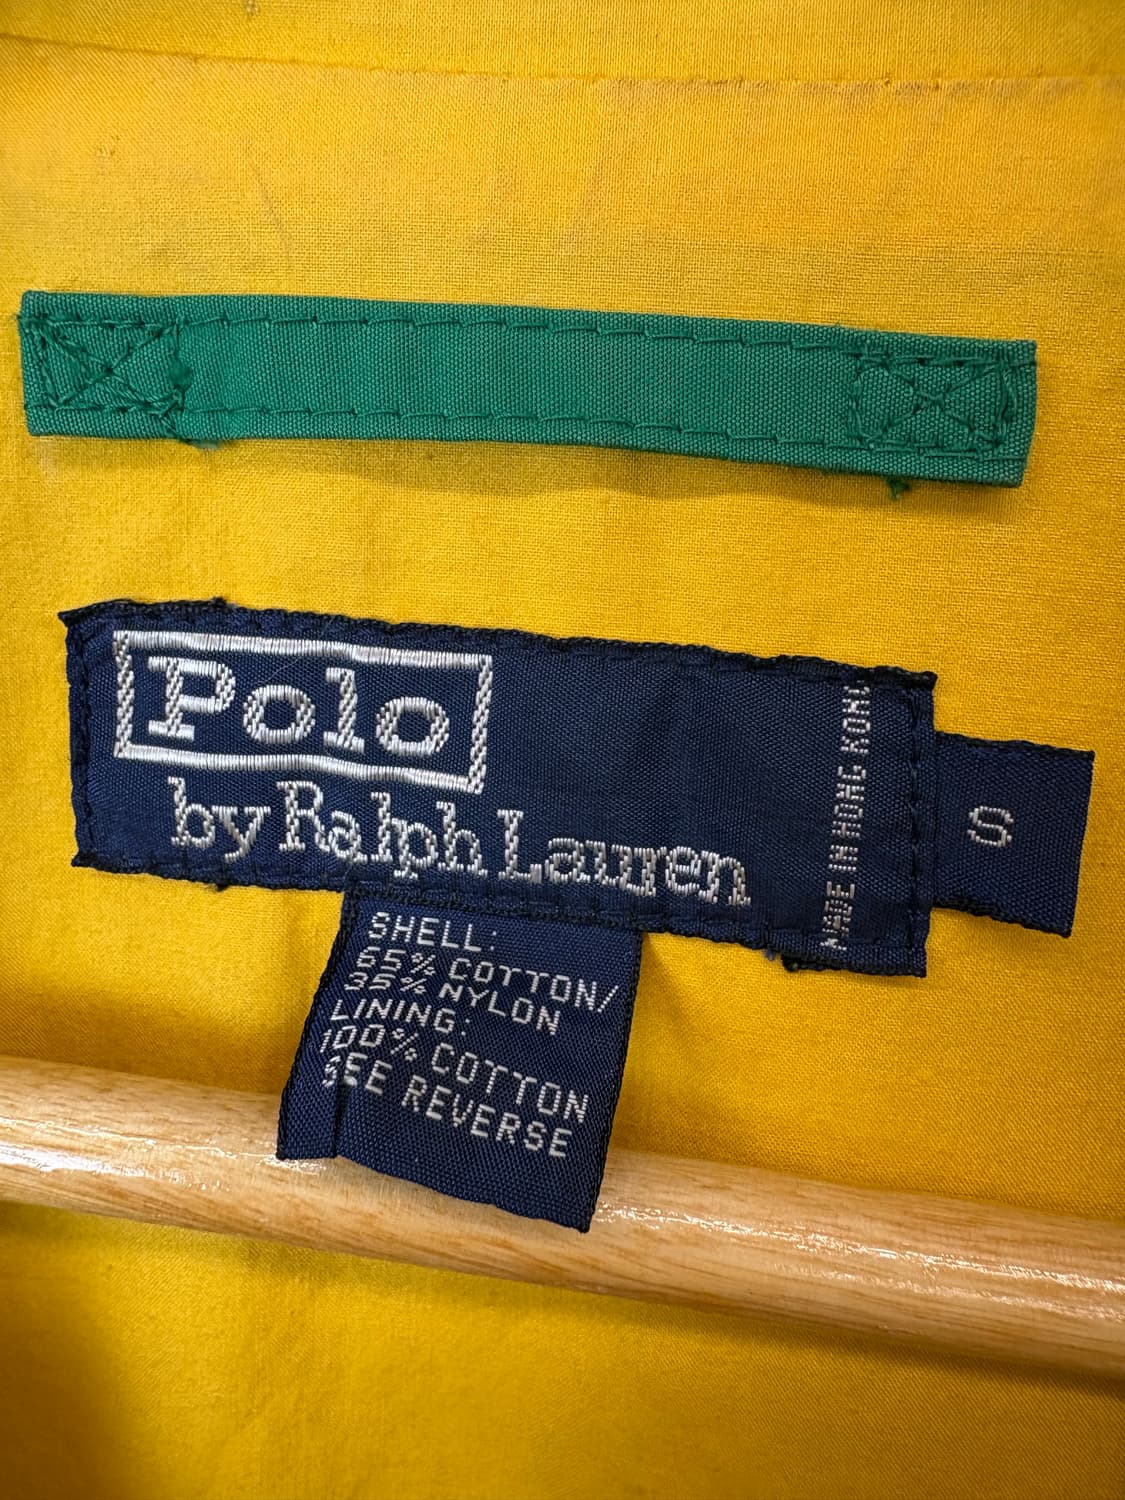 Polo
by Ralph Lauren
MADE IN HONG KONG
S
SHELL:
65% COTTON/
35% NYLON
LINING:
100% COTTON
SEE REVERSE